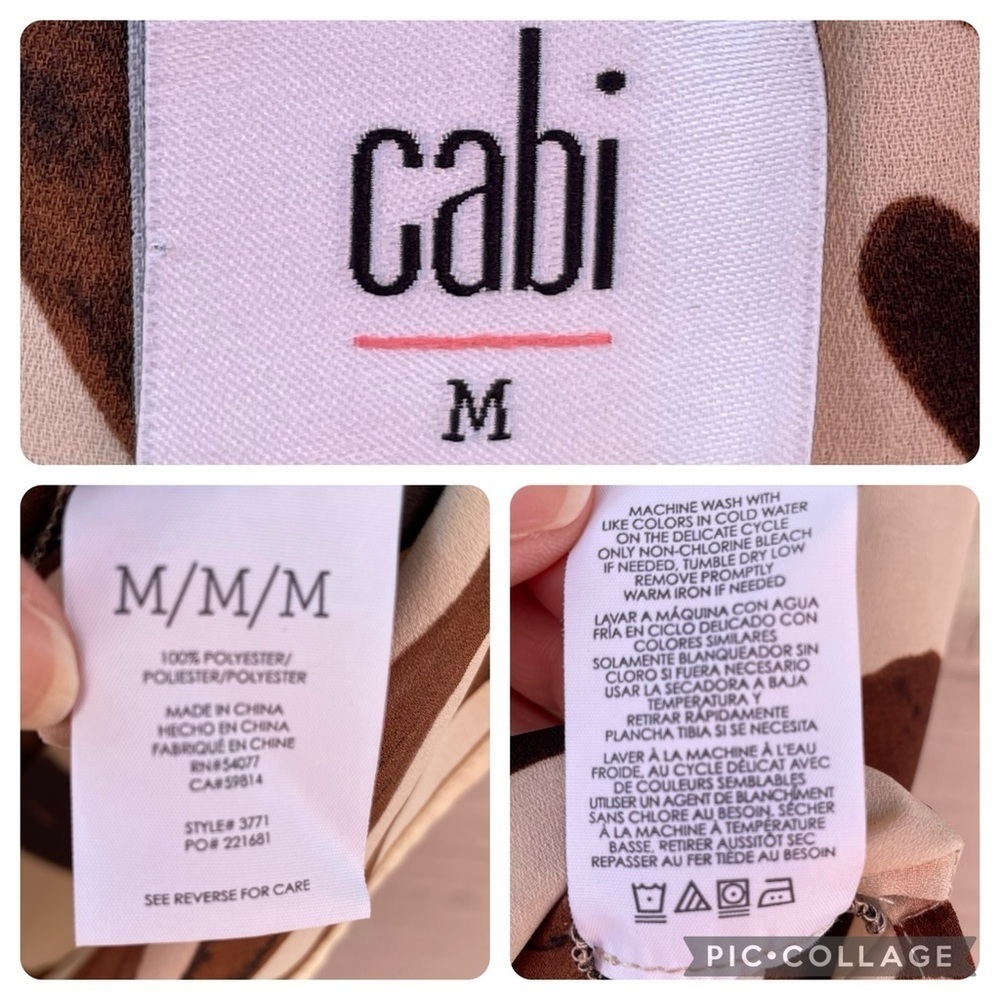 cabi
M
M/M/M
100% POLYESTER/
POLIESTER/POLYESTER
MADE IN CHINA
HECHO EN CHINA
FABRIQUÉ EN CHINE
RN#54077
CA#59814
STYLE# 3771
PO# 221681
SEE REVERSE FOR CARE
MACHINE WASH WITH
LIKE COLORS IN COLD WATER
ON THE DELICATE CYCLE
ONLY NON-CHLORINE BLEACH
IF NEEDED, TUMBLE DRY LOW
REMOVE PROMPTLY
WARM IRON IF NEEDED
LAVAR A MÁQUINA CON AGUA
FRÍA EN CICLO DELICADO CON
COLORES SIMILARES
SOLAMENTE BLANQUEADOR SIN
CLORO SI FUERA NECESARIO
USAR LA SECADORA A BAJA
TEMPERATURA Y
RETIRAR RÁPIDAMENTE
PLANCHA TIBIA SI SE NECESITA
LAVER À LA MACHINE À L'EAU
FROIDE, AU CYCLE DÉLICAT AVEC
DE COULEURS SEMBLABLES
UTILISER UN AGENT DE BLANCHIMENT
SANS CHLORE AU BESOIN, SÉCHER
À LA MACHINE À TEMPÉRATURE
BASSE, RETIRER AUSSITÔT SEC
REPASSER AU FER TIÈDE AU BESOIN
PIC•COLLAGE